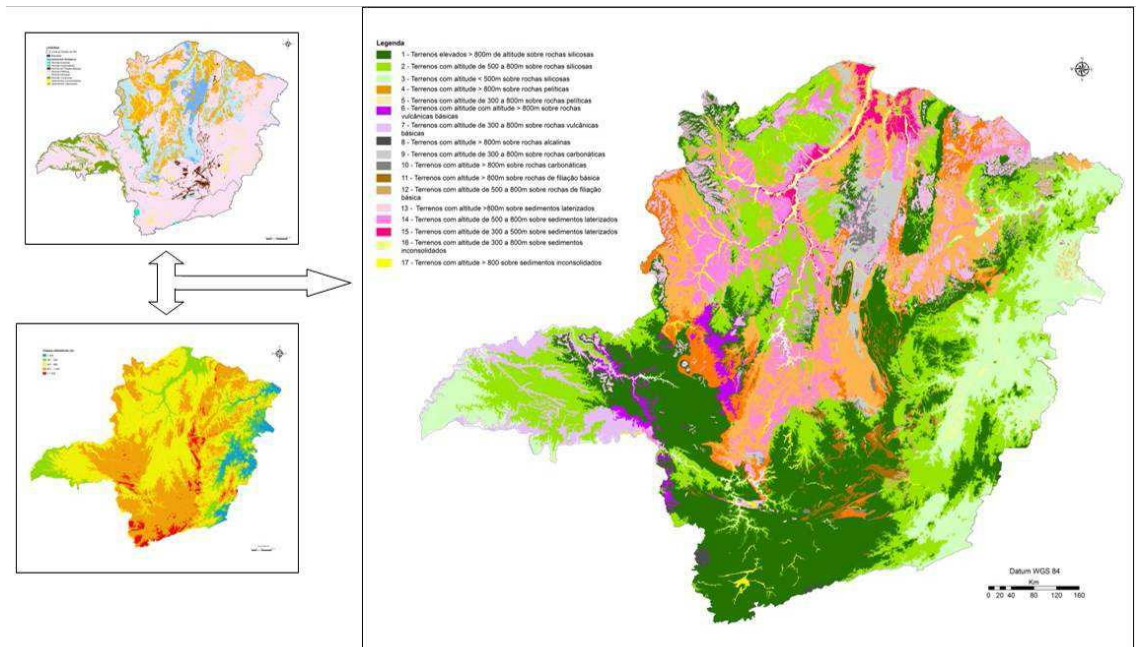 Legenda
1 - Terrenos elevados > 800m de altitude sobre rochas silicosas
2 - Terrenos com altitude de 500 a 800m sobre rochas silicosas
3 - Terrenos com altitude < 500m sobre rochas silicosas
4 - Terrenos com altitude > 800m sobre rochas pelíticas
5 - Terrenos com altitude de 300 a 800m sobre rochas pelíticas
6 - Terrenos com altitude com altitude > 800m sobre rochas
vulcânicas básicas
7 - Terrenos com altitude de 300 a 800m sobre rochas vulcânicas
básicas
8 - Terrenos com altitude > 800m sobre rochas alcalinas
9 - Terrenos com altitude de 300 a 800m sobre rochas carbonáticas
10 - Terrenos com altitude > 800m sobre rochas carbonáticas
11 - Terrenos com altitude > 800m sobre rochas de filiação básica
12 - Terrenos com altitude de 500 a 800m sobre rochas de filiação
básica
13 - Terrenos com altitude >800m sobre sedimentos laterizados
14 - Terrenos com altitude de 500 a 800m sobre sedimentos laterizados
15 - Terrenos com altitude de 300 a 500m sobre sedimentos laterizados
16 - Terrenos com altitude de 300 a 800m sobre sedimentos
inconsolidados
17 - Terrenos com altitude > 800 sobre sedimentos inconsolidados
Datum WGS 84
Km
0 20 40 80 120 160